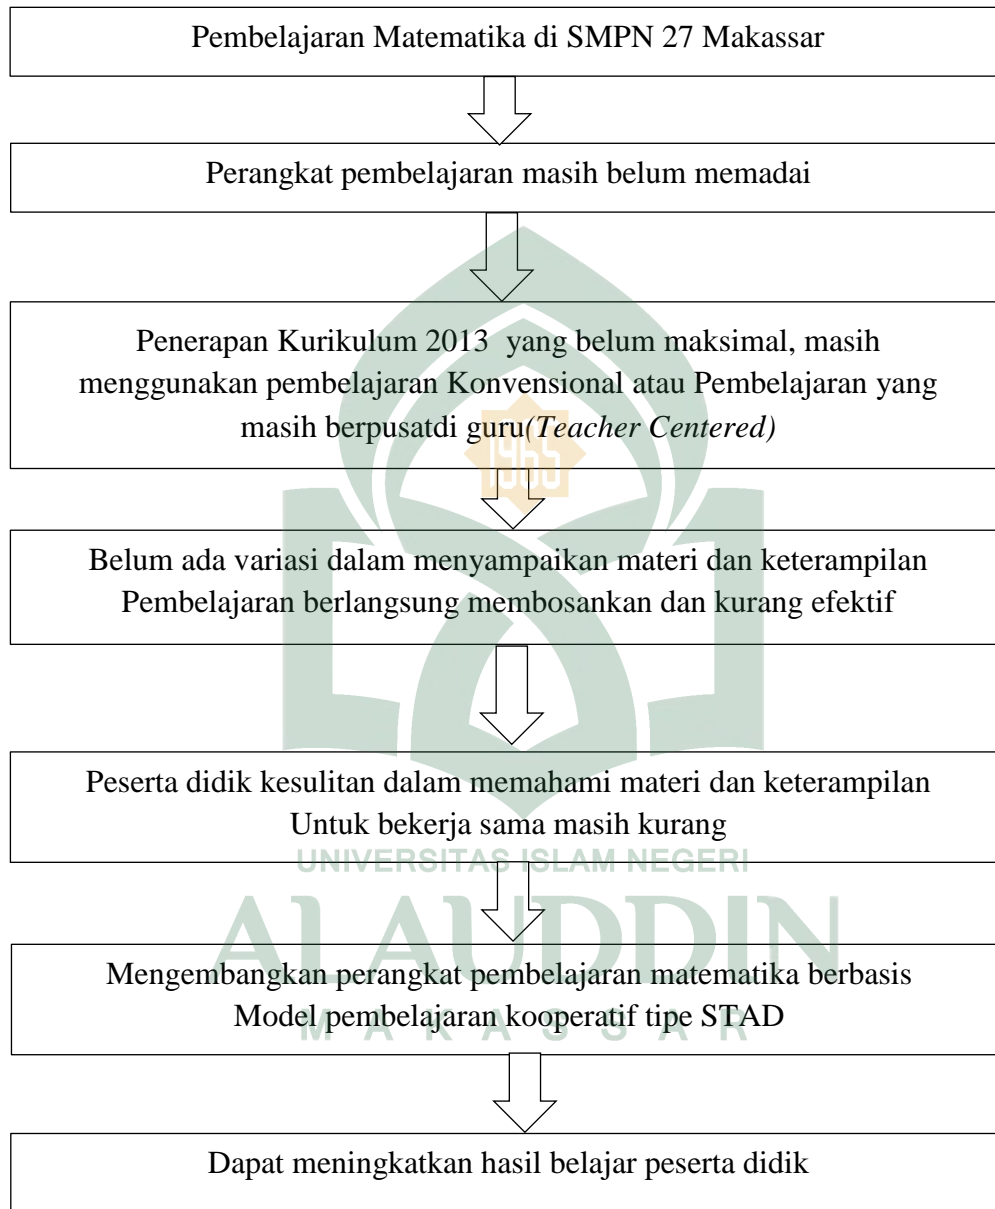 Pembelajaran Matematika di SMPN 27 Makassar
Perangkat pembelajaran masih belum memadai
Penerapan Kurikulum 2013  yang belum maksimal, masih
menggunakan pembelajaran Konvensional atau Pembelajaran yang
masih berpusatdi guru(Teacher Centered)
1965
Belum ada variasi dalam menyampaikan materi dan keterampilan
Pembelajaran berlangsung membosankan dan kurang efektif
Peserta didik kesulitan dalam memahami materi dan keterampilan
Untuk bekerja sama masih kurang
UNIVERSITAS ISLAM NEGERI
ALAUDDIN
Mengembangkan perangkat pembelajaran matematika berbasis
Model pembelajaran kooperatif tipe STAD
MAKASSAR
Dapat meningkatkan hasil belajar peserta didik